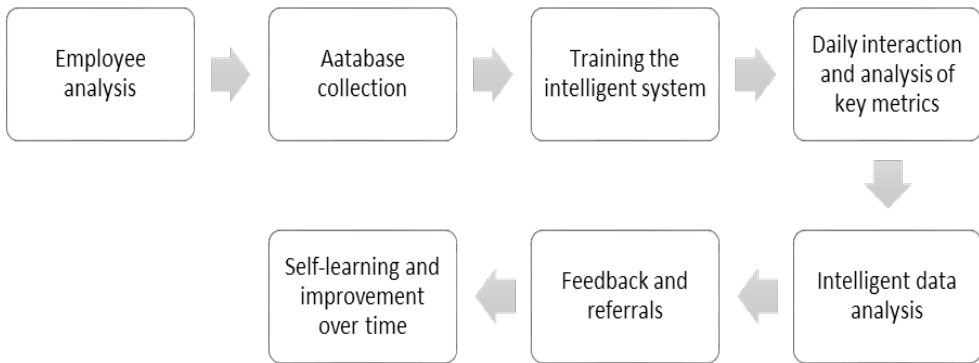 Employee
analysis
Aatabase
collection
Training the
intelligent system
Daily interaction
and analysis of
key metrics
Intelligent data
analysis
Feedback and
referrals
Self-learning and
improvement
over time